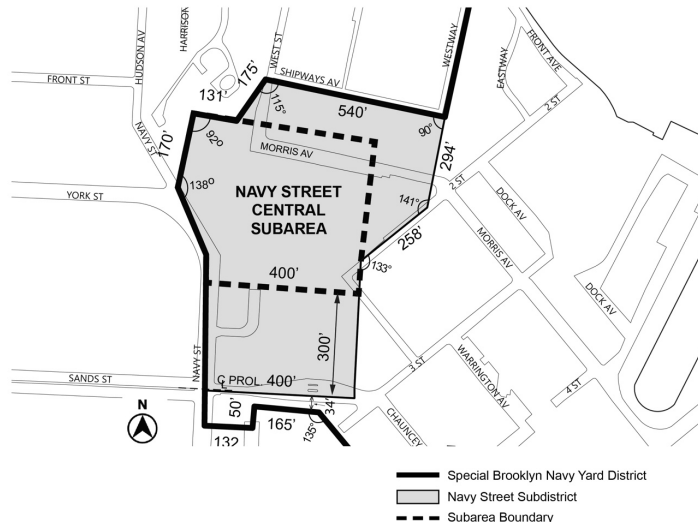 HUDSON AV
HARRISON
WEST ST
WESTWAY
EASTWAY
FRONT AVE
2 ST
FRONT ST
SHIPWAYS AV
175'
131'
115°
540'
90°
NAVY ST
170'
92°
MORRIS AV
294'
YORK ST
138°
NAVY STREET
CENTRAL
SUBAREA
141°
2 ST
DOCK AV
258'
MORRIS AV
133°
400'
DOCK AV
300'
NAVY ST
SANDS ST
℄ PROL.
400'
3 ST
WARRINGTON AV
4 ST
N
50'
34'
132
165'
135°
CHAUNCEY
Special Brooklyn Navy Yard District
Navy Street Subdistrict
Subarea Boundary